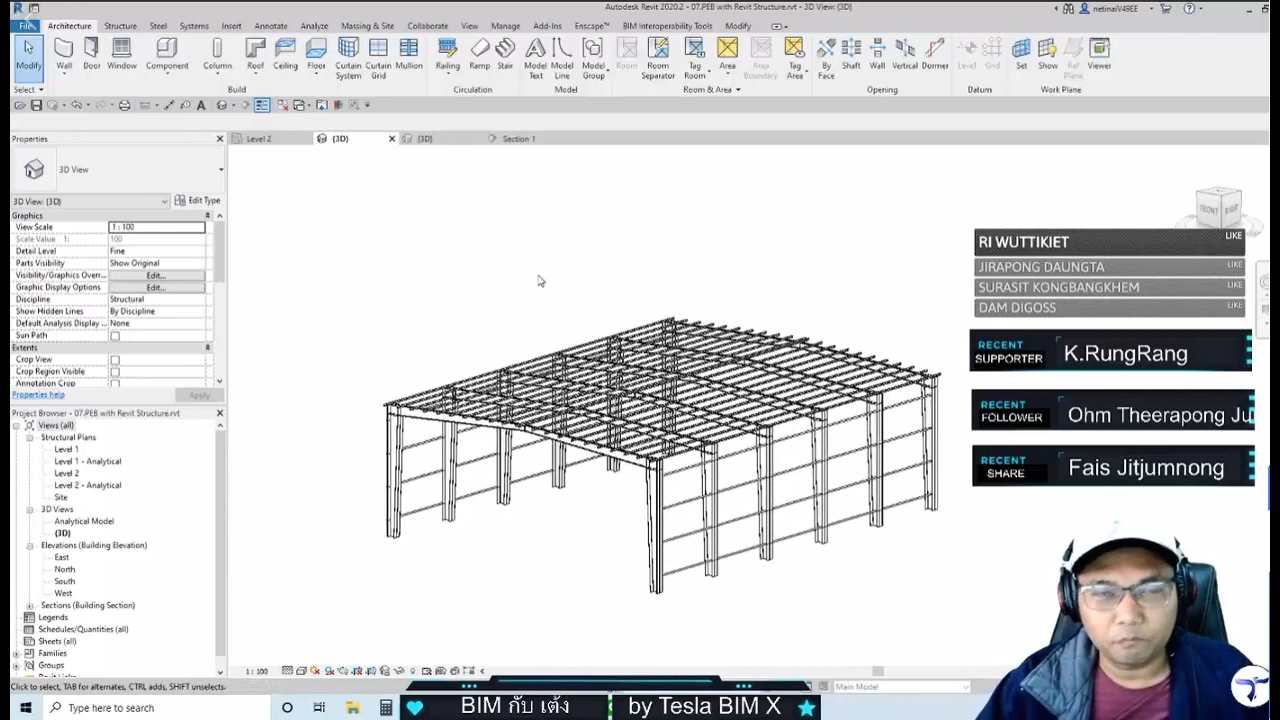 Autodesk Revit 2020.2 - 07.PEB with Revit Structure.rvt - 3D View: {3D}
netinaiV49EE
File Architecture Structure Steel Systems Insert Annotate Analyze Massing & Site Collaborate View Manage Add-Ins Enscape™ BIM Interoperability Tools Modify
Modify Wall Door Window Component Column Roof Ceiling Floor Curtain System Curtain Grid Mullion Railing Ramp Stair Model Text Model Line Model Group Room Room Separator Tag Room Area Area Boundary Tag Area By Face Shaft Wall Vertical Dormer Level Grid Set Show Ref Plane Viewer
Select Build Circulation Model Room & Area Opening Datum Work Plane
Properties
Level 2
{3D}
{3D}
Section 1
3D View
3D View: {3D}
Edit Type
Graphics
View Scale 1 : 100
Scale Value 1: 100
Detail Level Fine
Parts Visibility Show Original
Visibility/Graphics Over... Edit...
Graphic Display Options Edit...
Discipline Structural
Show Hidden Lines By Discipline
Default Analysis Display ... None
Sun Path
Extents
Crop View
Crop Region Visible
Annotation Crop
Properties help Apply
Project Browser - 07.PEB with Revit Structure.rvt
Views (all)
Structural Plans
Level 1
Level 1 - Analytical
Level 2
Level 2 - Analytical
Site
3D Views
Analytical Model
{3D}
Elevations (Building Elevation)
East
North
South
West
Sections (Building Section)
Legends
Schedules/Quantities (all)
Sheets (all)
Families
Groups
FRONT RIGHT
RI WUTTIKIET LIKE
JIRAPONG DAUNGTA LIKE
SURASIT KONGBANGKHEM LIKE
DAM DIGOSS LIKE
RECENT SUPPORTER K.RungRang
RECENT FOLLOWER Ohm Theerapong Ju
RECENT SHARE Fais Jitjumnong
1 : 100
Click to select, TAB for alternates, CTRL adds, SHIFT unselects.
Main Model
Type here to search
BIM กับ เต้ง
by Tesla BIM X